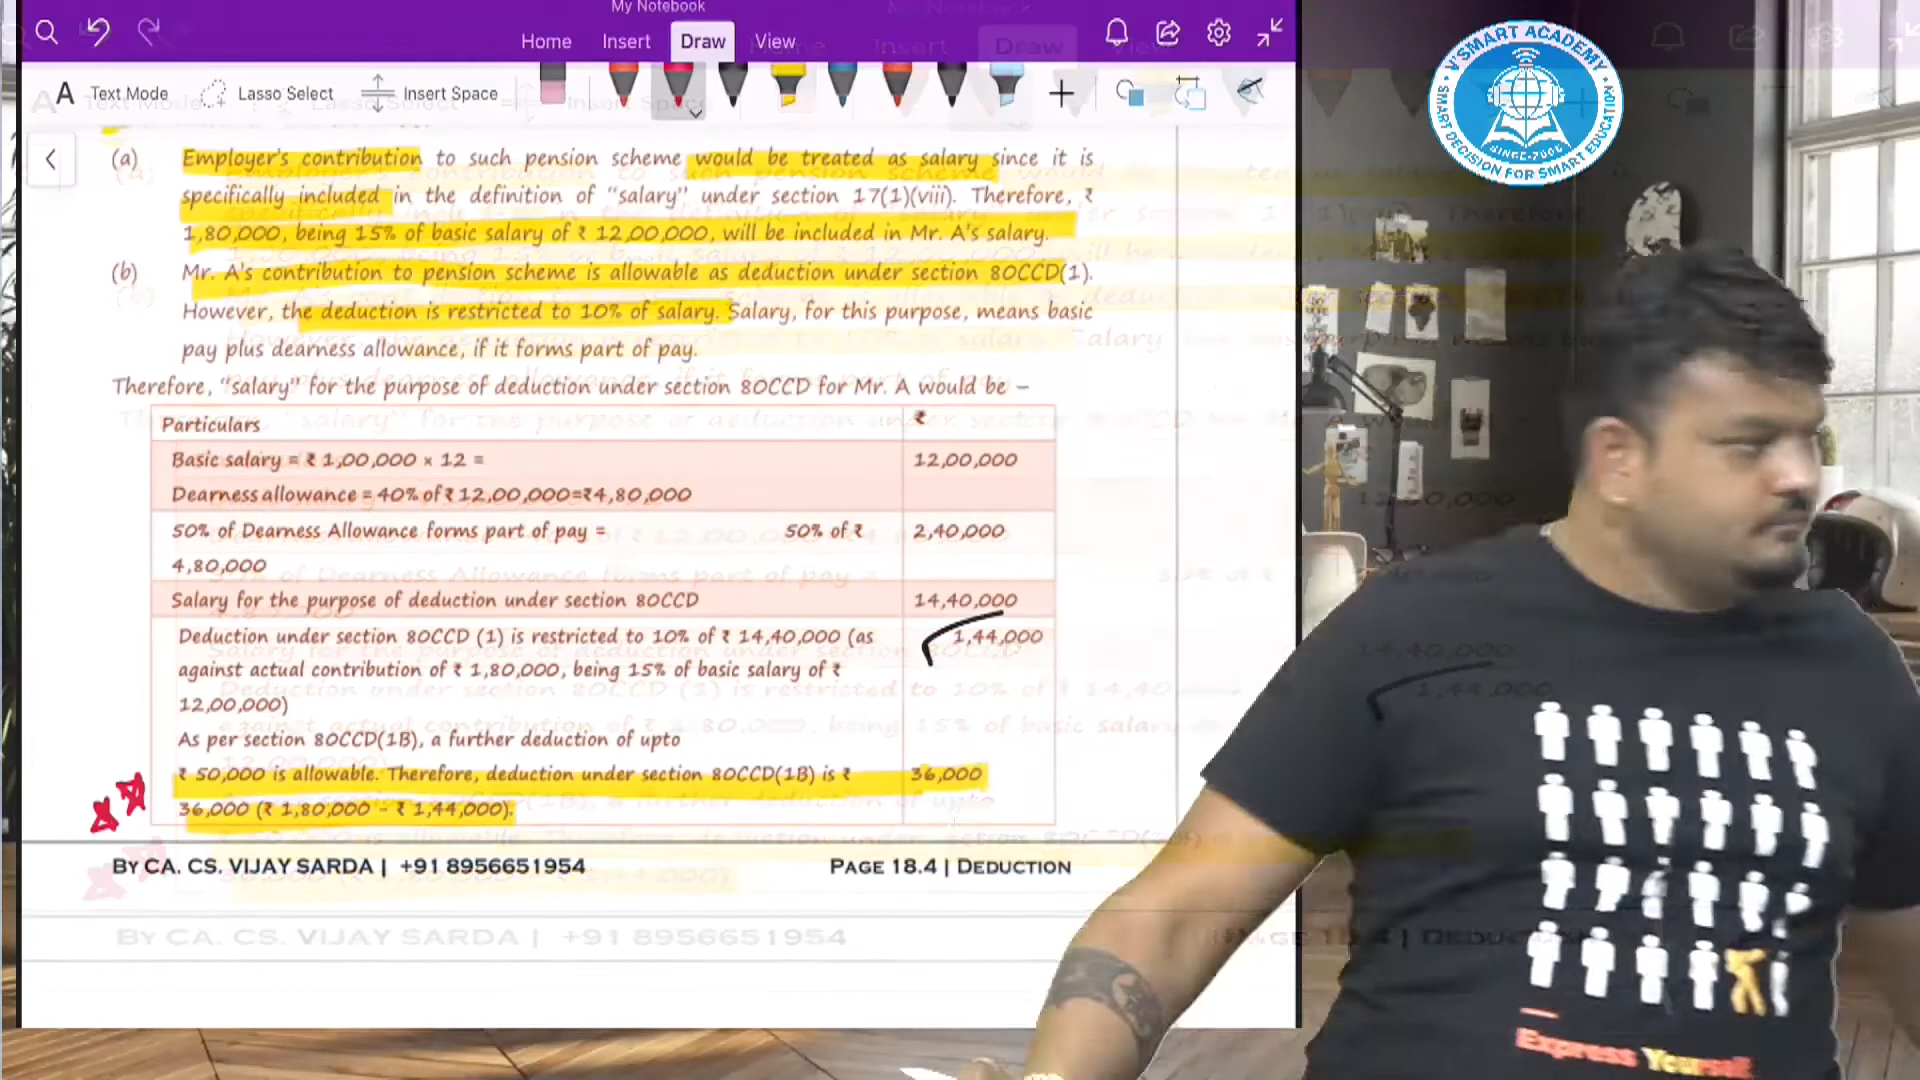 My Notebook
Home Insert Draw View
A Text Mode Lasso Select Insert Space
(a) Employer's contribution to such pension scheme would be treated as salary since it is
specifically included in the definition of "salary" under section 17(1)(viii). Therefore, ₹
1,80,000, being 15% of basic salary of ₹ 12,00,000, will be included in Mr. A's salary.
(b) Mr. A's contribution to pension scheme is allowable as deduction under section 80CCD(1).
However, the deduction is restricted to 10% of salary. Salary, for this purpose, means basic
pay plus dearness allowance, if it forms part of pay.
Therefore, "salary" for the purpose of deduction under section 80CCD for Mr. A would be –
Particulars ₹
Basic salary = ₹ 1,00,000 × 12 = 12,00,000
Dearness allowance = 40% of ₹ 12,00,000=₹4,80,000
50% of Dearness Allowance forms part of pay = 50% of ₹ 2,40,000
4,80,000
Salary for the purpose of deduction under section 80CCD 14,40,000
Deduction under section 80CCD (1) is restricted to 10% of ₹ 14,40,000 (as 1,44,000
against actual contribution of ₹ 1,80,000, being 15% of basic salary of ₹
12,00,000)
As per section 80CCD(1B), a further deduction of upto
₹ 50,000 is allowable. Therefore, deduction under section 80CCD(1B) is ₹ 36,000
36,000 (₹ 1,80,000 - ₹ 1,44,000).
BY CA. CS. VIJAY SARDA | +91 8956651954 PAGE 18.4 | DEDUCTION
V'SMART ACADEMY
SMART DECISION FOR SMART EDUCATION
Express Yourself